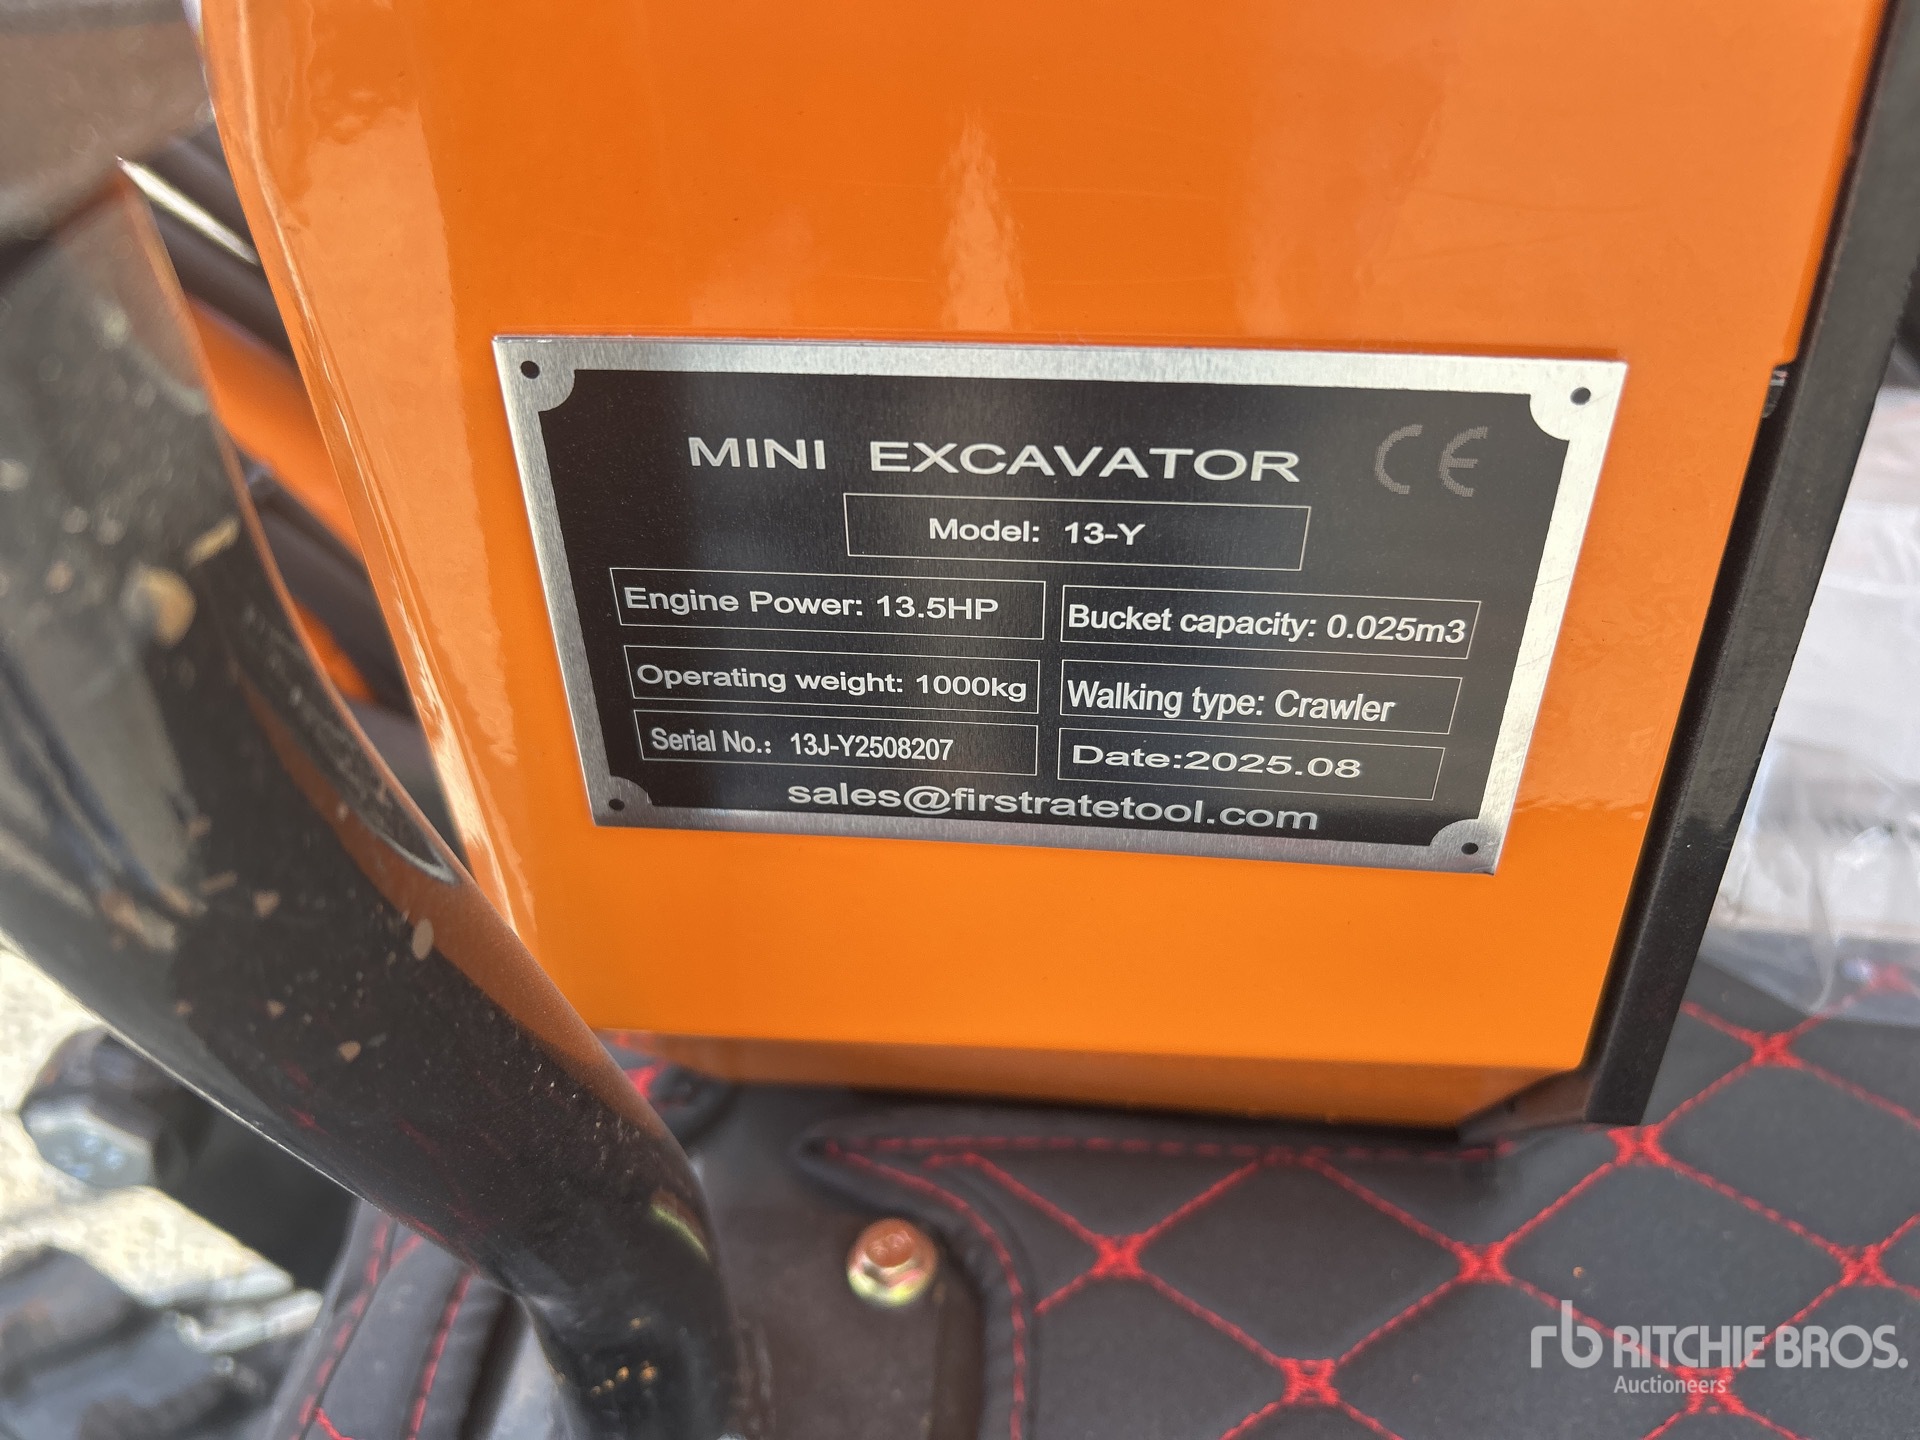 MINI EXCAVATOR CE
Model: 13-Y
Engine Power: 13.5HP
Bucket capacity: 0.025m3
Operating weight: 1000kg
Walking type: Crawler
Serial No.: 13J-Y2508207
Date:2025.08
sales@firstratetool.com
rb RITCHIE BROS.
Auctioneers